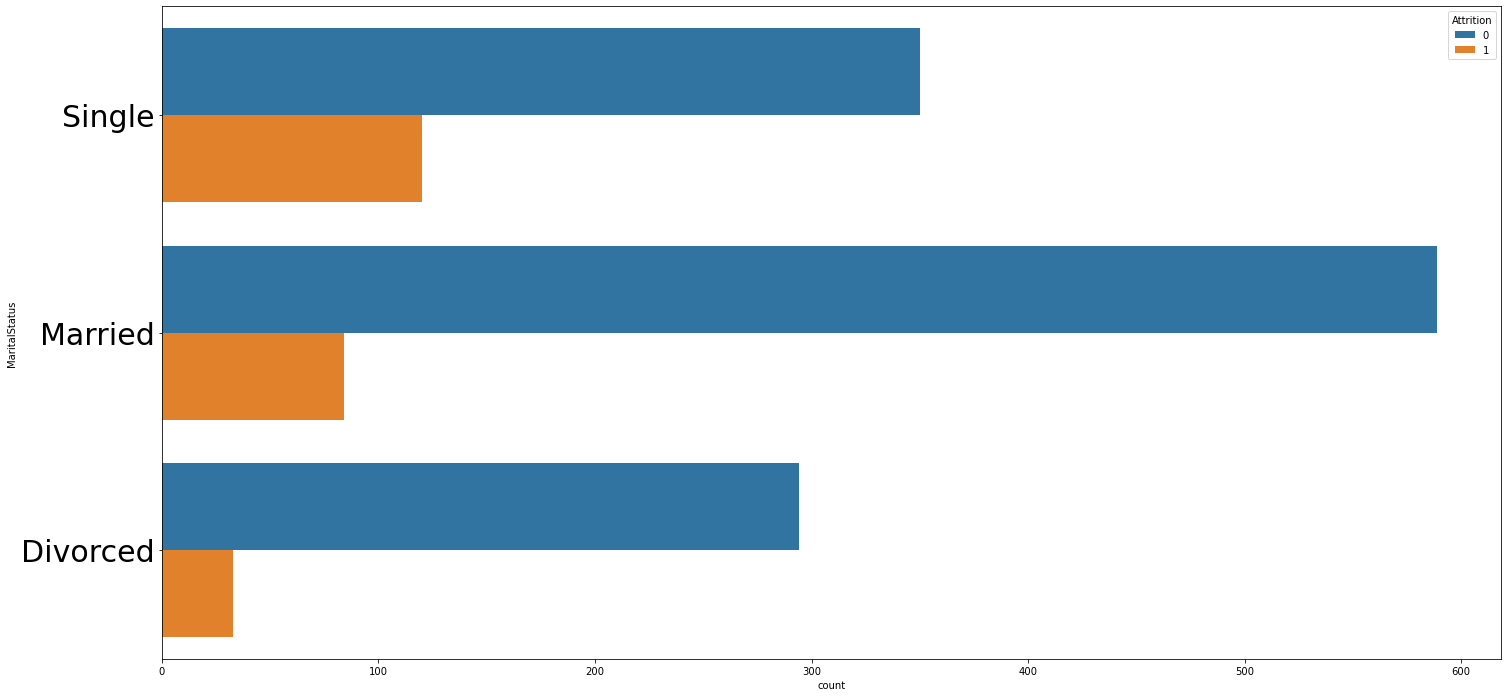 Attrition
0
1
Single
Married
Divorced
MaritalStatus
0 100 200 300 400 500 600
count